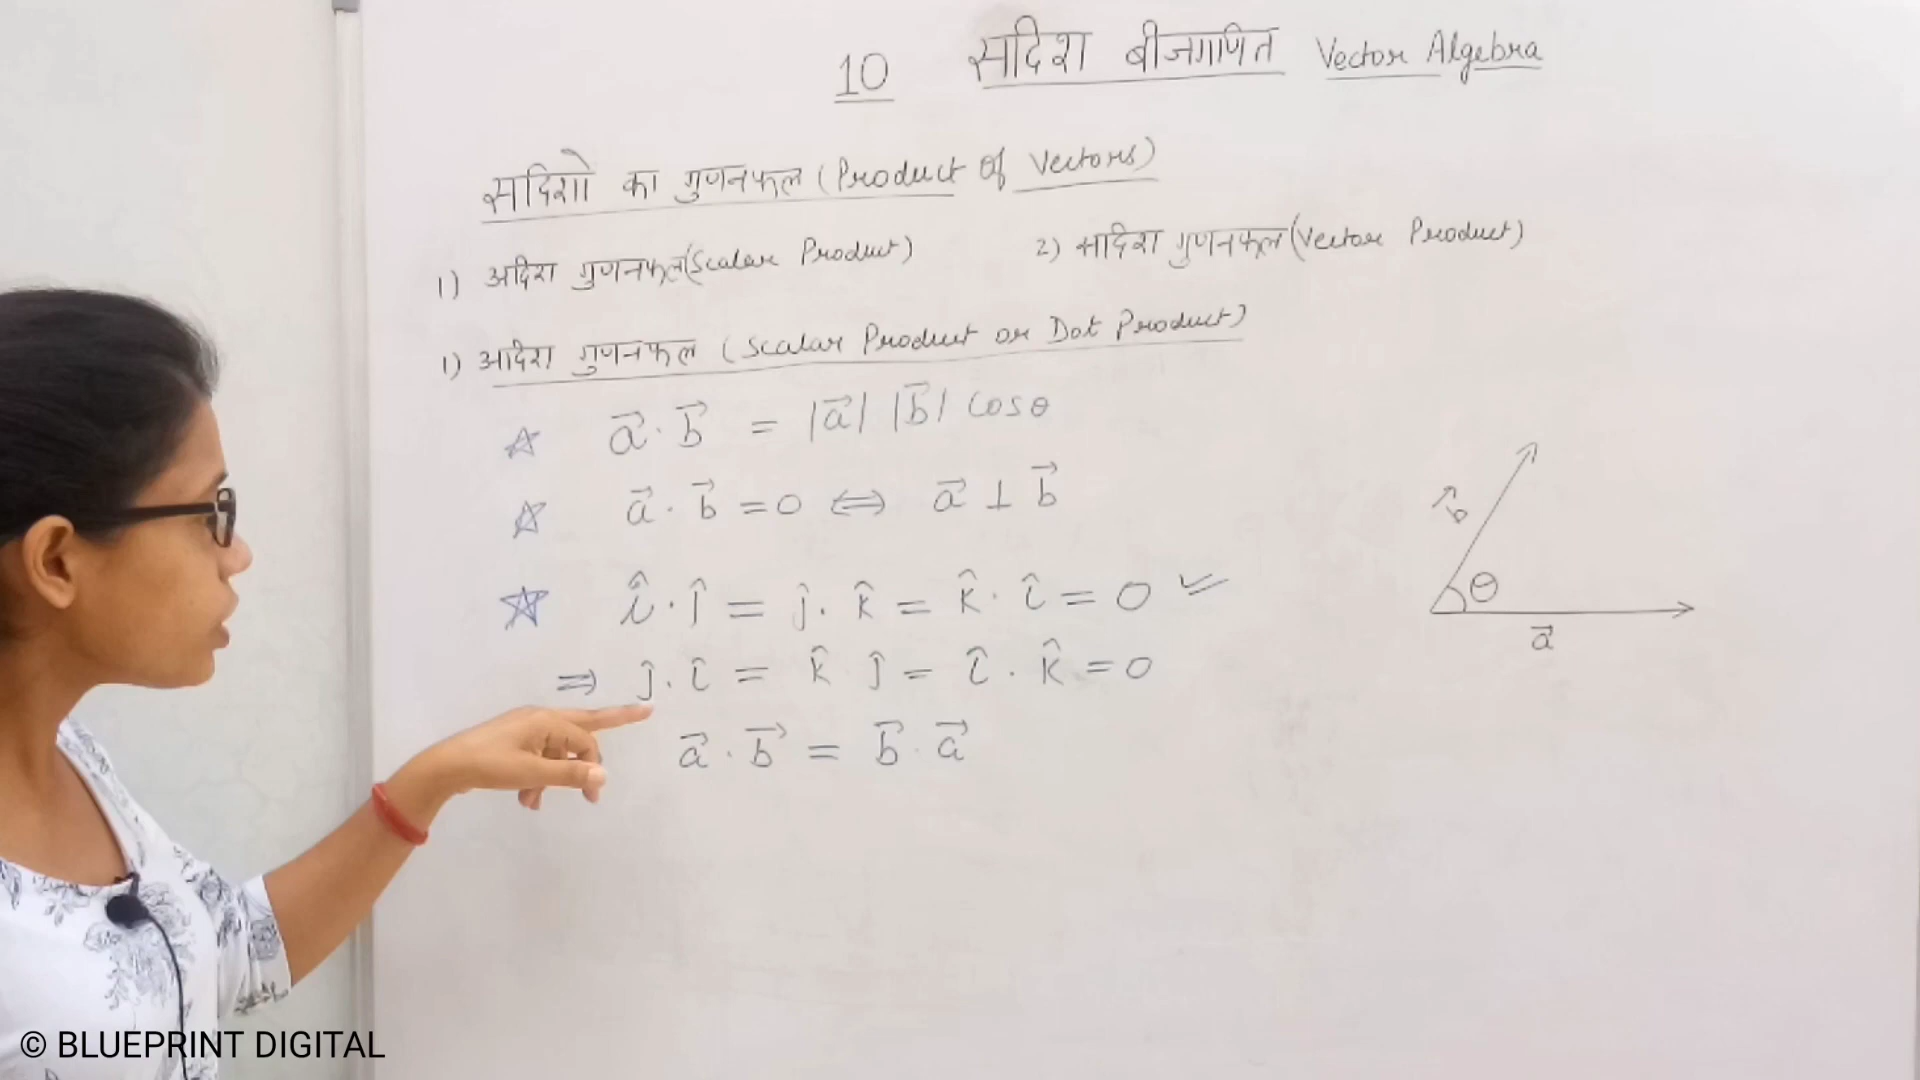 10 सदिश बीजगणित Vector Algebra
सदिशो का गुणनफल (Product Of Vectors)
1) अदिश गुणनफल(Scalar Product) 2) सदिश गुणनफल(Vector Product)
1) अदिश गुणनफल (Scalar Product or Dot Product)
☆ a⃗ · b⃗ = |a⃗| |b⃗| cosθ
☆ a⃗ · b⃗ = 0 ⟺ a⃗ ⊥ b⃗
☆ î · ĵ = ĵ · k̂ = k̂ · î = 0 ✓
⇒ ĵ · î = k̂ ĵ = î · k̂ = 0
a⃗ · b⃗ = b⃗ · a⃗
b⃗
θ
a⃗
© BLUEPRINT DIGITAL